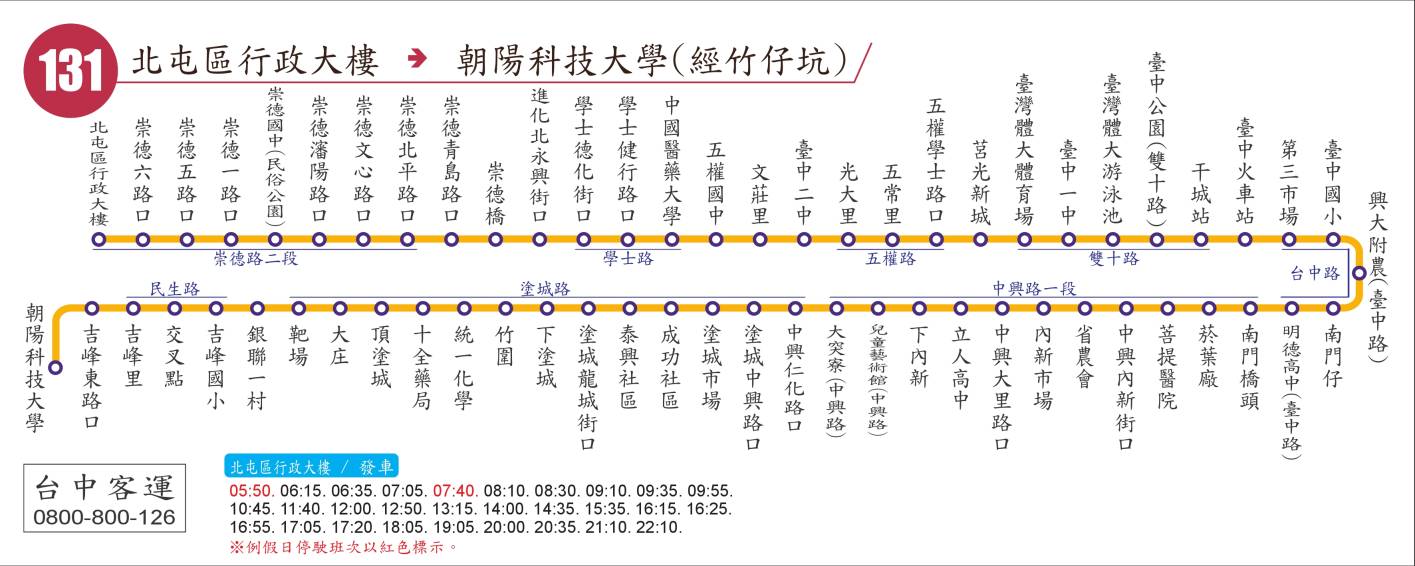 131
北屯區行政大樓 ➔ 朝陽科技大學(經竹仔坑)
北屯區行政大樓
崇德六路口
崇德五路口
崇德一路口
崇德國中(民俗公園)
崇德瀋陽路口
崇德文心路口
崇德北平路口
崇德青島路口
崇德橋
進化北永興街口
學士德化街口
學士健行路口
中國醫藥大學
五權國中
文莊里
臺中二中
光大里
五常里
五權學士路口
莒光新城
臺灣體大體育場
臺中一中
臺灣體大游泳池
臺中公園(雙十路)
干城站
臺中火車站
第三市場
臺中國小
興大附農(臺中路)
崇德路二段
學士路
五權路
雙十路
台中路
民生路
塗城路
中興路一段
朝陽科技大學
吉峰東路口
吉峰里
交叉點
吉峰國小
銀聯一村
靶場
大庄
頂塗城
十全藥局
統一化學
竹圍
下塗城
塗城龍城街口
泰興社區
成功社區
塗城市場
塗城中興路口
中興仁化路口
大突寮(中興路)
兒童藝術館(中興路)
下內新
立人高中
中興大里路口
內新市場
省農會
中興內新街口
菩提醫院
菸葉廠
南門橋頭
明德高中(臺中路)
南門仔
台中客運
0800-800-126
北屯區行政大樓 / 發車
05:50. 06:15. 06:35. 07:05. 07:40. 08:10. 08:30. 09:10. 09:35. 09:55.
10:45. 11:40. 12:00. 12:50. 13:15. 14:00. 14:35. 15:35. 16:15. 16:25.
16:55. 17:05. 17:20. 18:05. 19:05. 20:00. 20:35. 21:10. 22:10.
※例假日停駛班次以紅色標示。